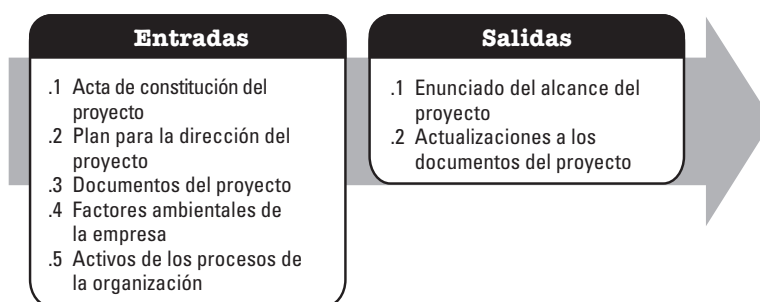 Entradas
.1 Acta de constitución del
proyecto
.2 Plan para la dirección del
proyecto
.3 Documentos del proyecto
.4 Factores ambientales de
la empresa
.5 Activos de los procesos de
la organización
Salidas
.1 Enunciado del alcance del
proyecto
.2 Actualizaciones a los
documentos del proyecto